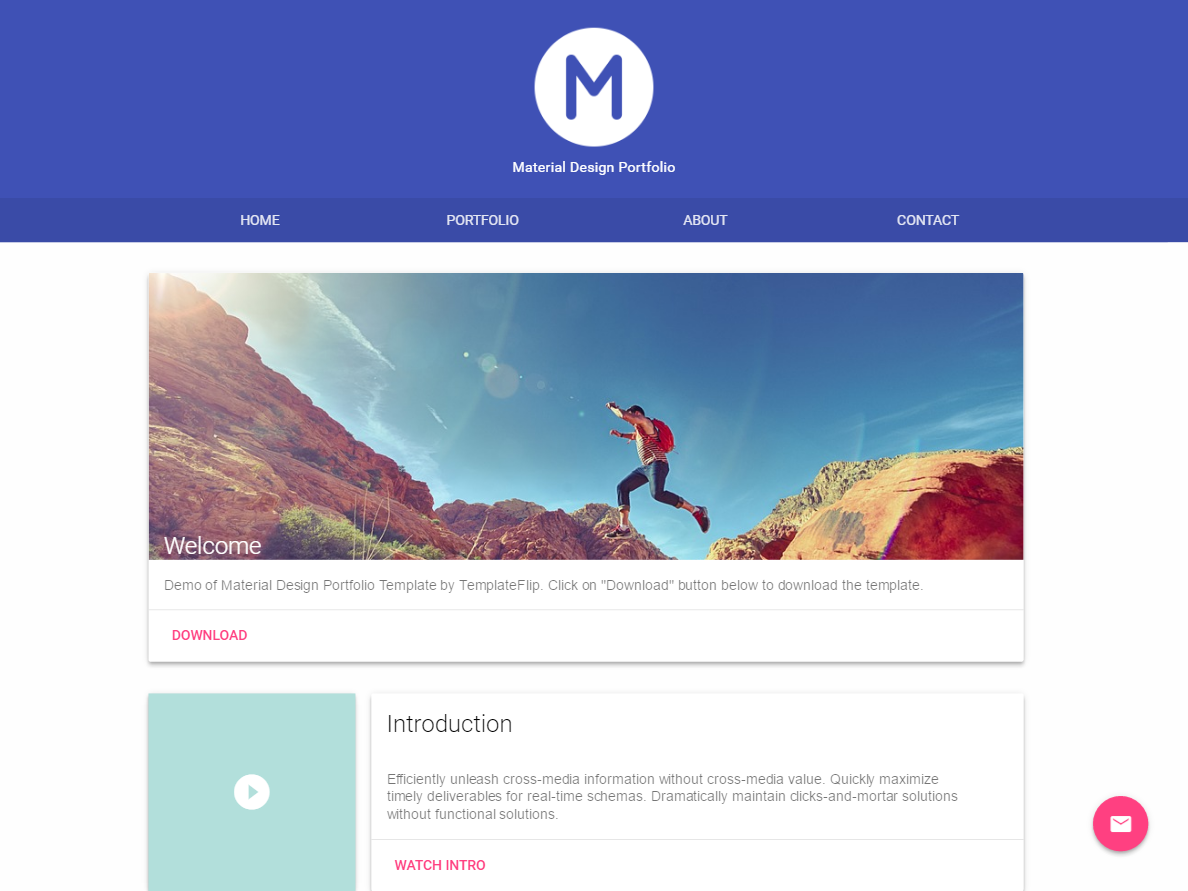 M
Material Design Portfolio
HOME PORTFOLIO ABOUT CONTACT
Welcome
Demo of Material Design Portfolio Template by TemplateFlip. Click on "Download" button below to download the template.
DOWNLOAD
Introduction
Efficiently unleash cross-media information without cross-media value. Quickly maximize
timely deliverables for real-time schemas. Dramatically maintain clicks-and-mortar solutions
without functional solutions.
WATCH INTRO